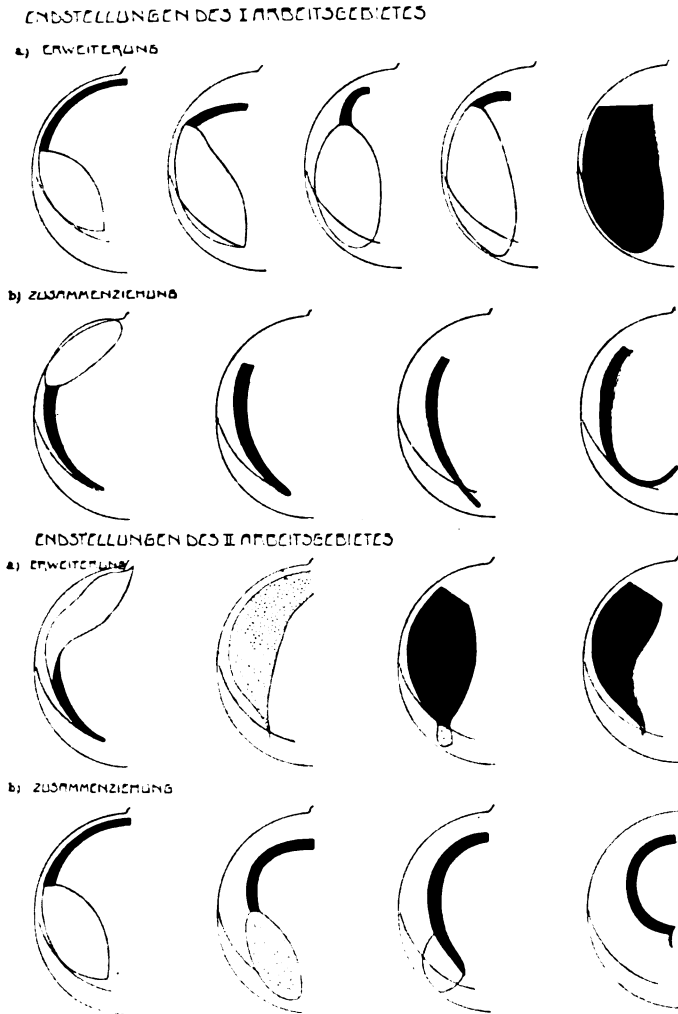 ENDSTELLUNGEN DES I ARBEITSGEBIETES
a) ERWEITERUNG
b) ZUSAMMENZIEHUNG
ENDSTELLUNGEN DES II ARBEITSGEBIETES
a) ERWEITERUNG
b) ZUSAMMENZIEHUNG